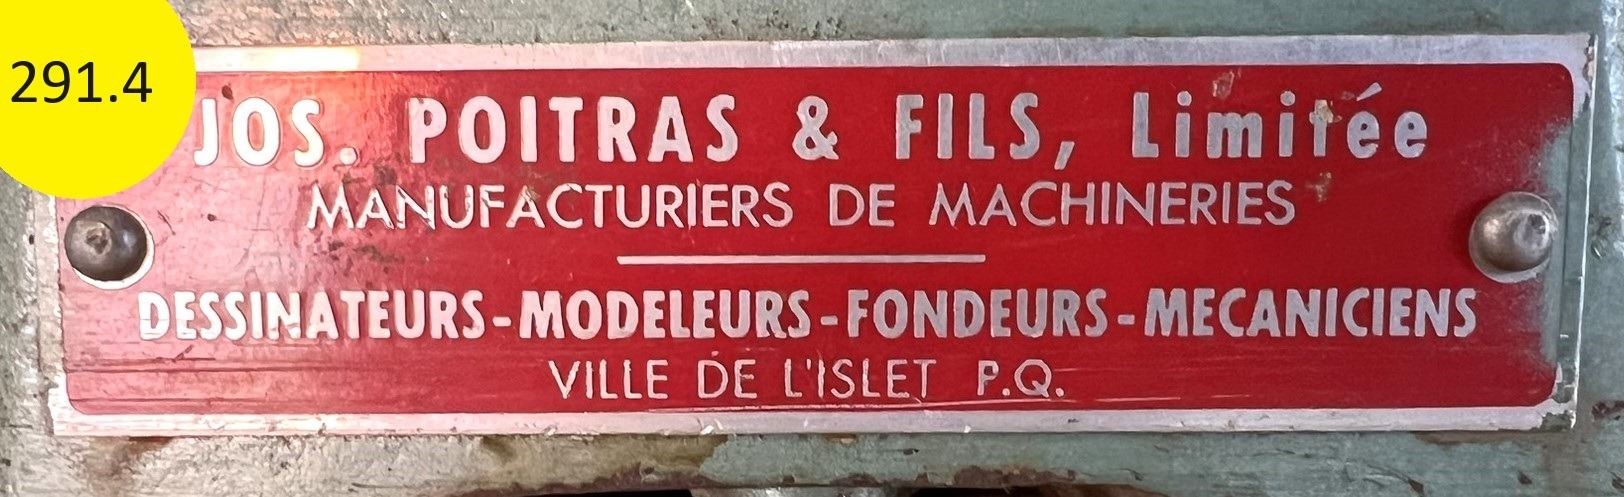 291.4
JOS. POITRAS & FILS, Limitée
MANUFACTURIERS DE MACHINERIES
DESSINATEURS-MODELEURS-FONDEURS-MECANICIENS
VILLE DE L'ISLET P.Q.